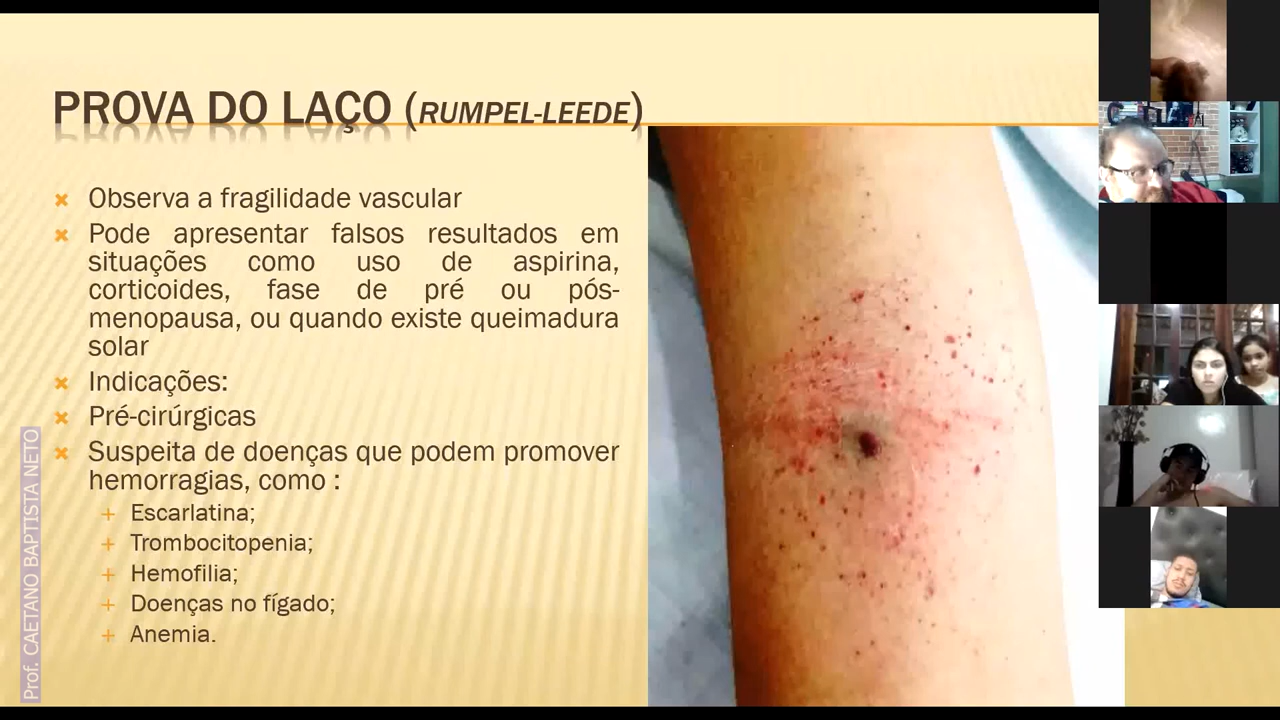 PROVA DO LAÇO (RUMPEL-LEEDE)
Observa a fragilidade vascular
Pode apresentar falsos resultados em
situações como uso de aspirina,
corticoides, fase de pré ou pós-
menopausa, ou quando existe queimadura
solar
Indicações:
Pré-cirúrgicas
Suspeita de doenças que podem promover
hemorragias, como :
Escarlatina;
Trombocitopenia;
Hemofilia;
Doenças no fígado;
Anemia.
Prof. CAETANO BAPTISTA NETO